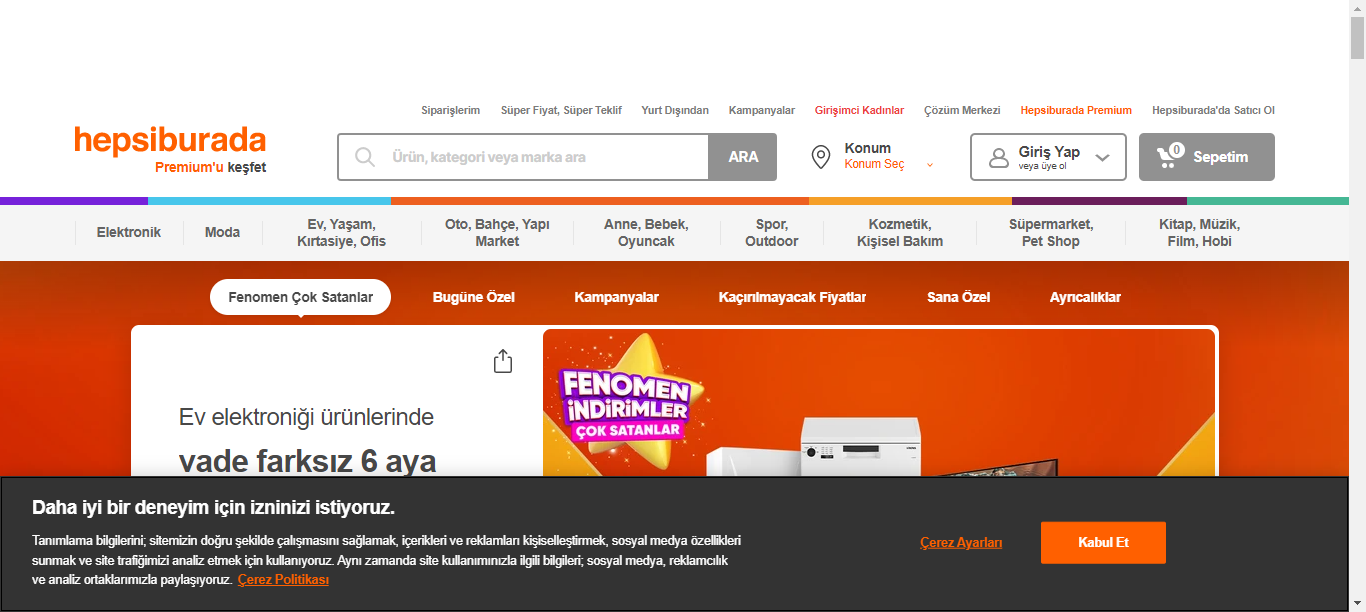 Siparişlerim
Süper Fiyat, Süper Teklif
Yurt Dışından
Kampanyalar
Girişimci Kadınlar
Çözüm Merkezi
Hepsiburada Premium
Hepsiburada'da Satıcı Ol
hepsiburada
Premium'u keşfet
Ürün, kategori veya marka ara
ARA
Konum
Konum Seç
Giriş Yap
veya üye ol
0
Sepetim
Elektronik
Moda
Ev, Yaşam,
Kırtasiye, Ofis
Oto, Bahçe, Yapı
Market
Anne, Bebek,
Oyuncak
Spor,
Outdoor
Kozmetik,
Kişisel Bakım
Süpermarket,
Pet Shop
Kitap, Müzik,
Film, Hobi
Fenomen Çok Satanlar
Bugüne Özel
Kampanyalar
Kaçırılmayacak Fiyatlar
Sana Özel
Ayrıcalıklar
Ev elektroniği ürünlerinde
vade farksız 6 aya
FENOMEN
İNDİRİMLER
ÇOK SATANLAR
Daha iyi bir deneyim için izninizi istiyoruz.
Tanımlama bilgilerini; sitemizin doğru şekilde çalışmasını sağlamak, içerikleri ve reklamları kişiselleştirmek, sosyal medya özellikleri
sunmak ve site trafiğimizi analiz etmek için kullanıyoruz. Aynı zamanda site kullanımınızla ilgili bilgileri; sosyal medya, reklamcılık
ve analiz ortaklarımızla paylaşıyoruz. Çerez Politikası
Çerez Ayarları
Kabul Et